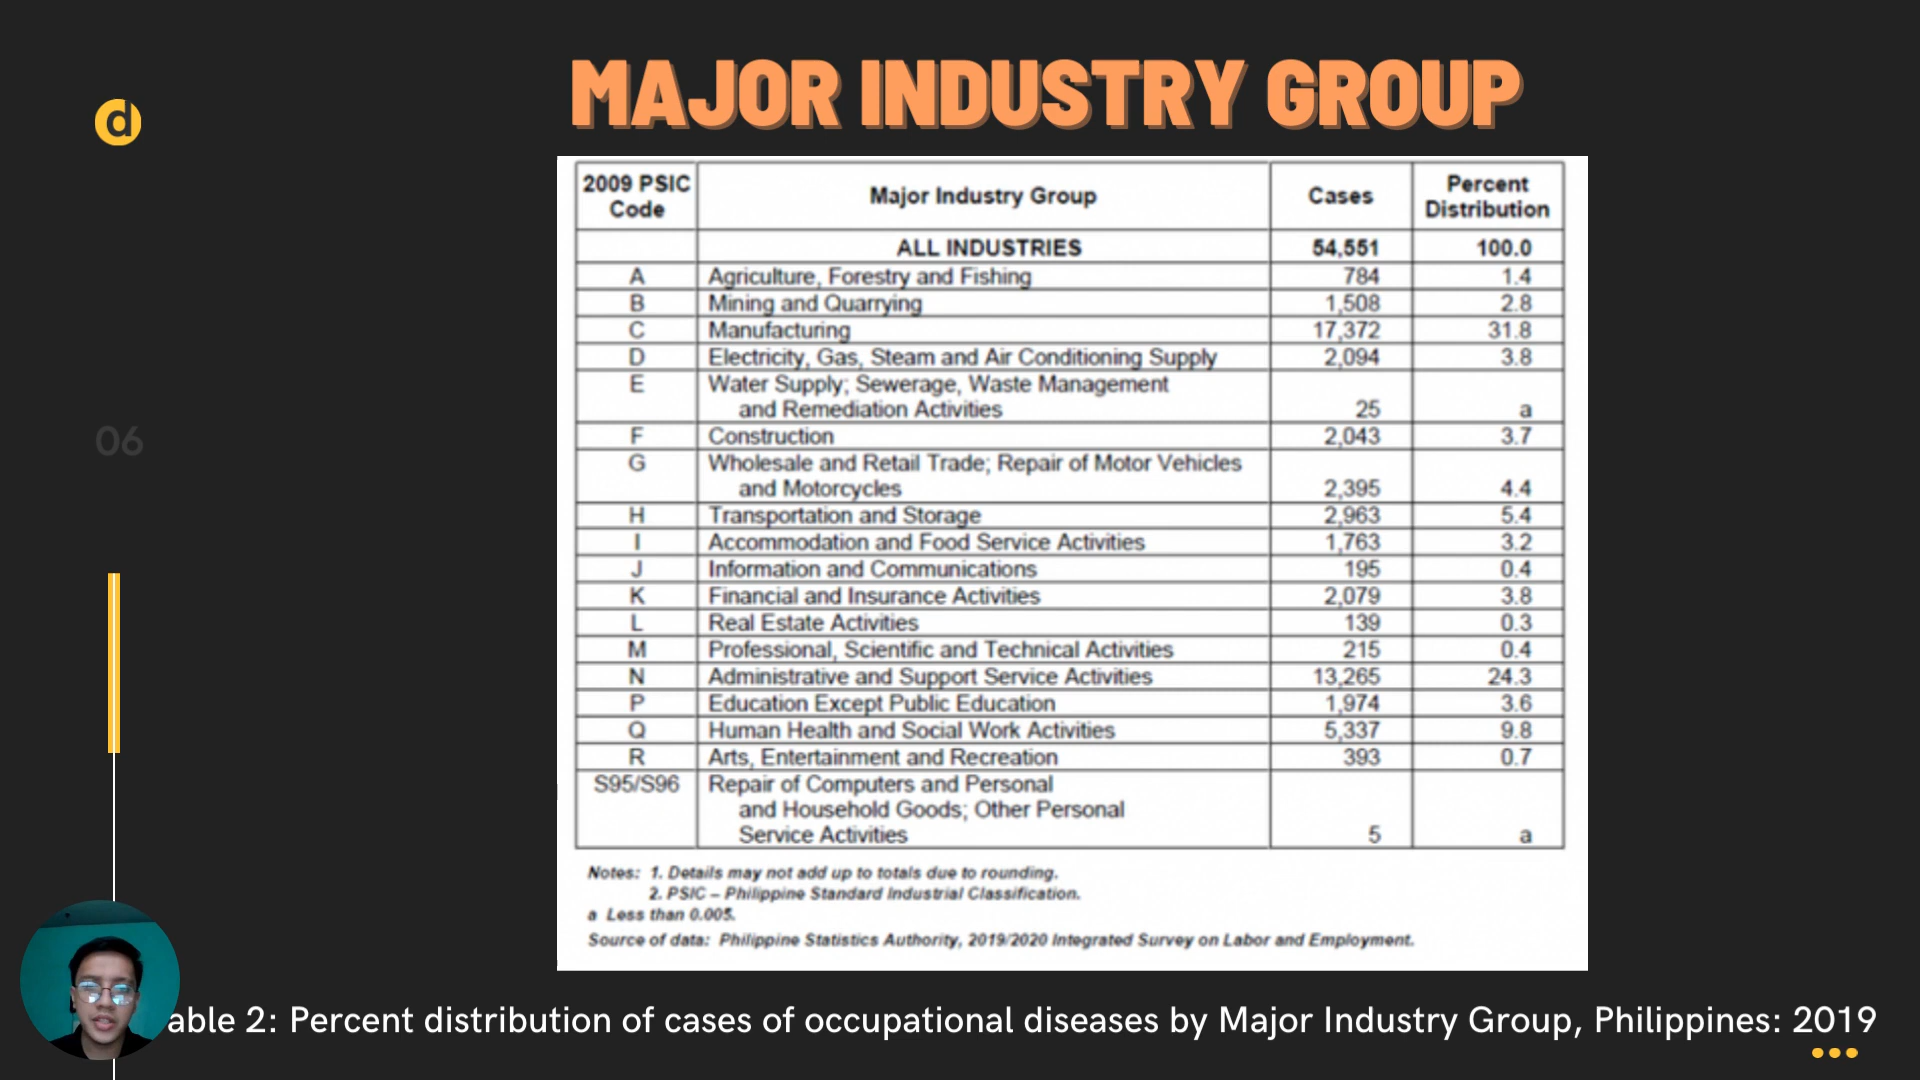 MAJOR INDUSTRY GROUP
d
2009 PSIC Code | Major Industry Group | Cases | Percent Distribution
ALL INDUSTRIES | 54,551 | 100.0
A | Agriculture, Forestry and Fishing | 784 | 1.4
B | Mining and Quarrying | 1,508 | 2.8
C | Manufacturing | 17,372 | 31.8
D | Electricity, Gas, Steam and Air Conditioning Supply | 2,094 | 3.8
E | Water Supply; Sewerage, Waste Management
and Remediation Activities | 25 | a
F | Construction | 2,043 | 3.7
G | Wholesale and Retail Trade; Repair of Motor Vehicles
and Motorcycles | 2,395 | 4.4
H | Transportation and Storage | 2,963 | 5.4
I | Accommodation and Food Service Activities | 1,763 | 3.2
J | Information and Communications | 195 | 0.4
K | Financial and Insurance Activities | 2,079 | 3.8
L | Real Estate Activities | 139 | 0.3
M | Professional, Scientific and Technical Activities | 215 | 0.4
N | Administrative and Support Service Activities | 13,265 | 24.3
P | Education Except Public Education | 1,974 | 3.6
Q | Human Health and Social Work Activities | 5,337 | 9.8
R | Arts, Entertainment and Recreation | 393 | 0.7
S95/S96 | Repair of Computers and Personal
and Household Goods; Other Personal
Service Activities | 5 | a
Notes: 1. Details may not add up to totals due to rounding.
2. PSIC – Philippine Standard Industrial Classification.
a Less than 0.005.
Source of data: Philippine Statistics Authority, 2019/2020 Integrated Survey on Labor and Employment.
06
able 2: Percent distribution of cases of occupational diseases by Major Industry Group, Philippines: 2019